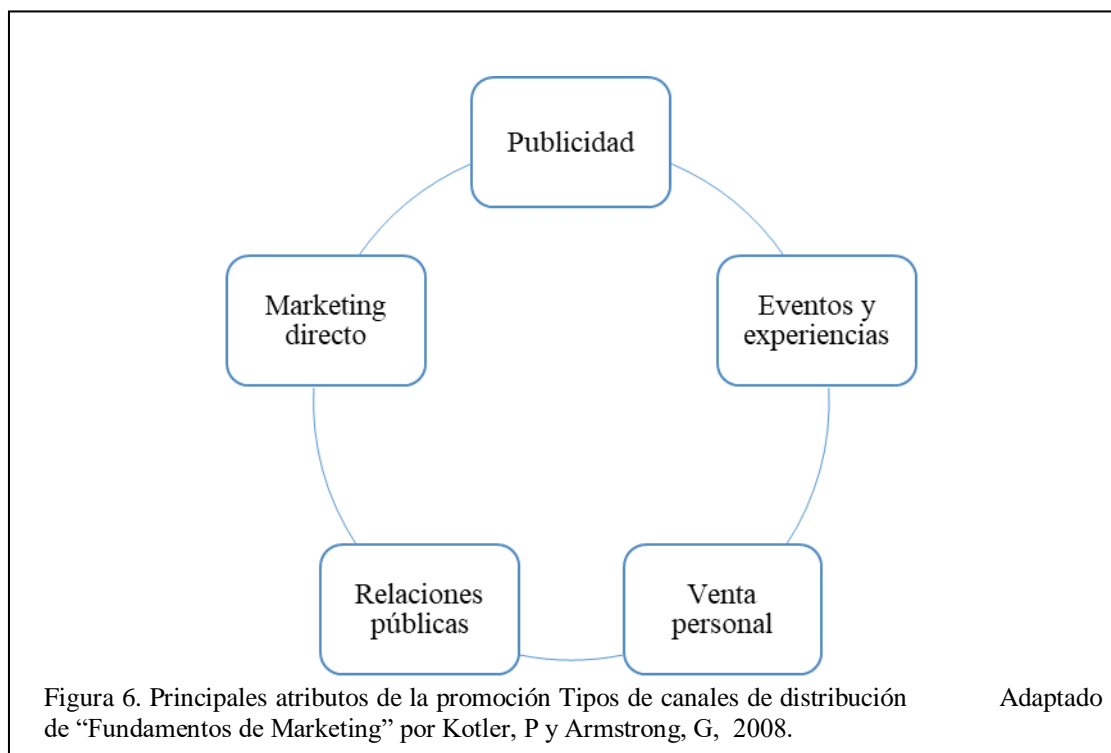 Publicidad
Marketing
directo
Eventos y
experiencias
Relaciones
públicas
Venta
personal
Figura 6. Principales atributos de la promoción Tipos de canales de distribución Adaptado
de “Fundamentos de Marketing” por Kotler, P y Armstrong, G, 2008.